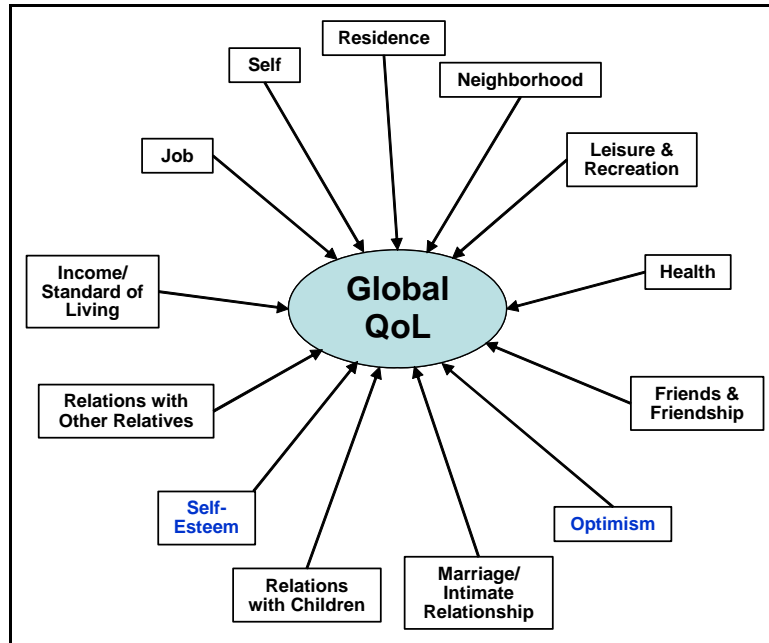 Residence
Self
Neighborhood
Job
Leisure &
Recreation
Global
QoL
Health
Income/
Standard of
Living
Relations with
Other Relatives
Friends &
Friendship
Self-
Esteem
Optimism
Relations
with Children
Marriage/
Intimate
Relationship